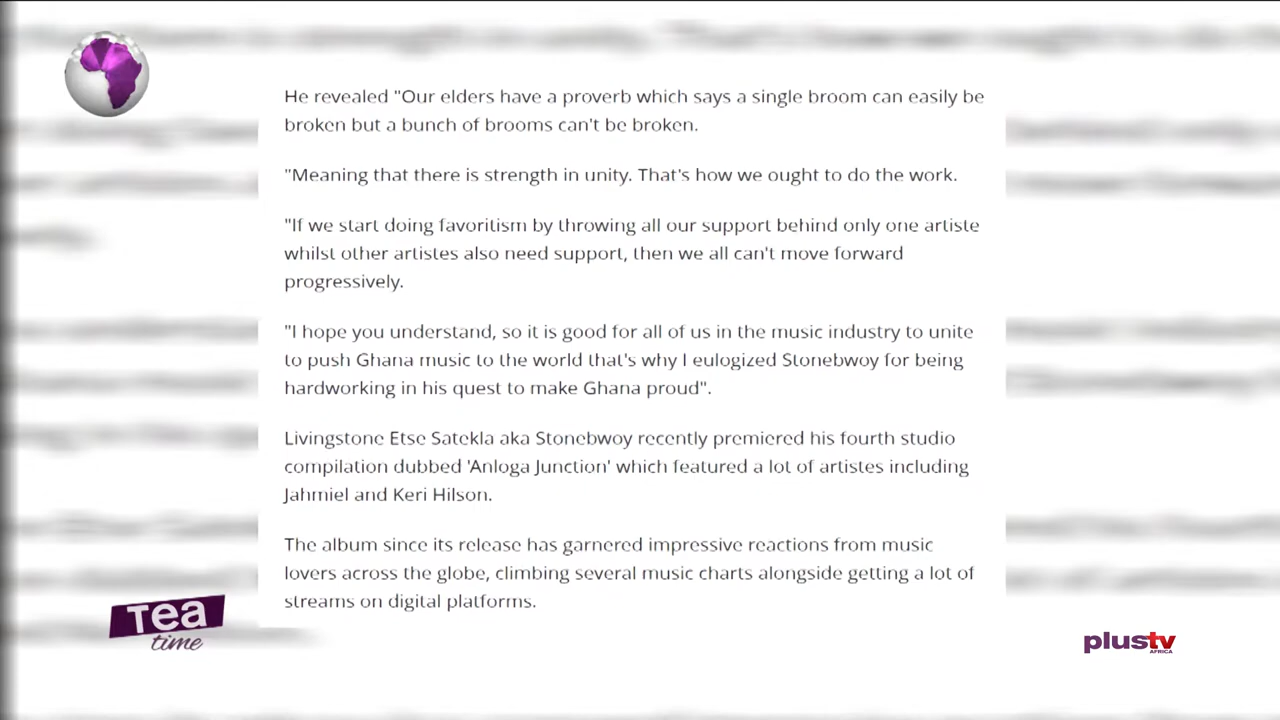 He revealed "Our elders have a proverb which says a single broom can easily be
broken but a bunch of brooms can't be broken.
"Meaning that there is strength in unity. That's how we ought to do the work.
"If we start doing favoritism by throwing all our support behind only one artiste
whilst other artistes also need support, then we all can't move forward
progressively.
"I hope you understand, so it is good for all of us in the music industry to unite
to push Ghana music to the world that's why I eulogized Stonebwoy for being
hardworking in his quest to make Ghana proud".
Livingstone Etse Satekla aka Stonebwoy recently premiered his fourth studio
compilation dubbed 'Anloga Junction' which featured a lot of artistes including
Jahmiel and Keri Hilson.
The album since its release has garnered impressive reactions from music
lovers across the globe, climbing several music charts alongside getting a lot of
streams on digital platforms.
Tea
time
plustv
AFRICA